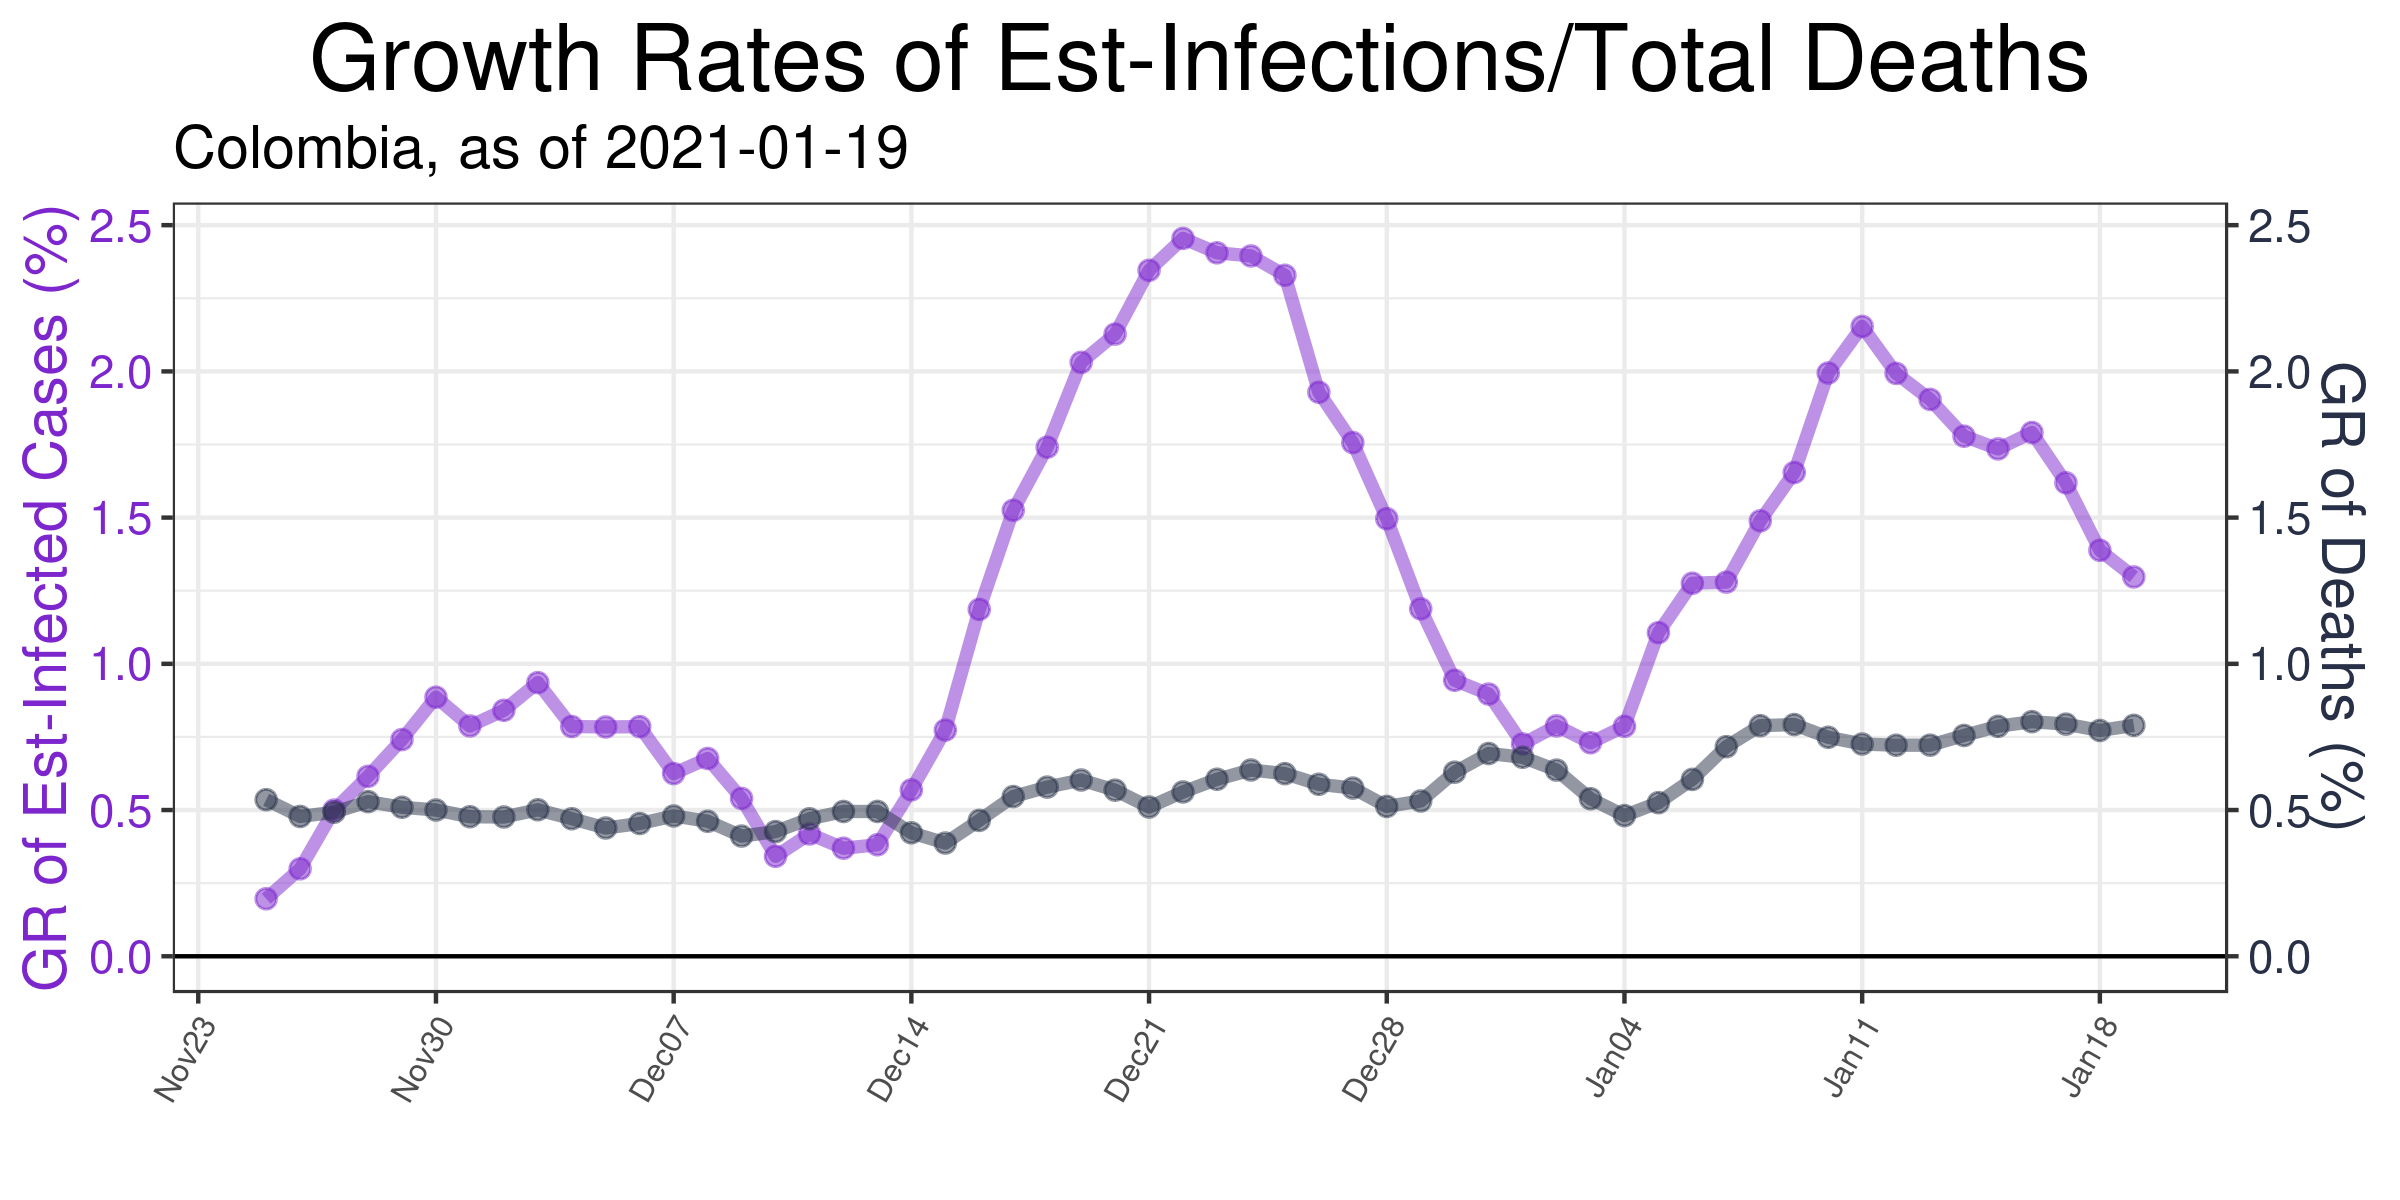 Growth Rates of Est-Infections/Total Deaths
Colombia, as of 2021-01-19
GR of Est-Infected Cases (%)
2.5
2.0
1.5
1.0
0.5
0.0
2.5
2.0
1.5
1.0
0.5
0.0
GR of Deaths (%)
Nov23
Nov30
Dec07
Dec14
Dec21
Dec28
Jan04
Jan11
Jan18